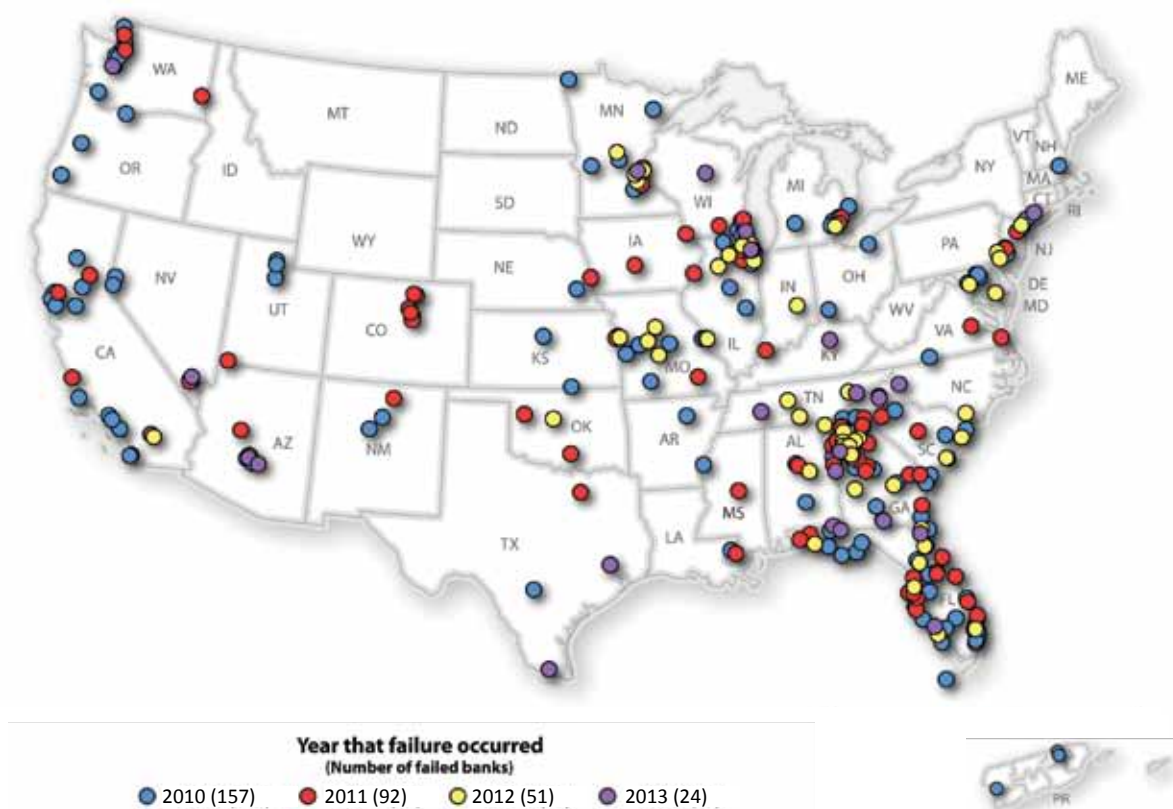 WA
MT
ND
MN
ME
VT
NH
OR
ID
SD
WI
MI
NY
MA
CT
RI
WY
IA
PA
NJ
NE
NV
UT
CO
IL
IN
OH
DE
MD
WV
VA
CA
KS
MO
KY
AZ
NM
OK
AR
TN
NC
SC
MS
AL
GA
TX
LA
FL
Year that failure occurred
(Number of failed banks)
2010 (157) 2011 (92) 2012 (51) 2013 (24)
PR